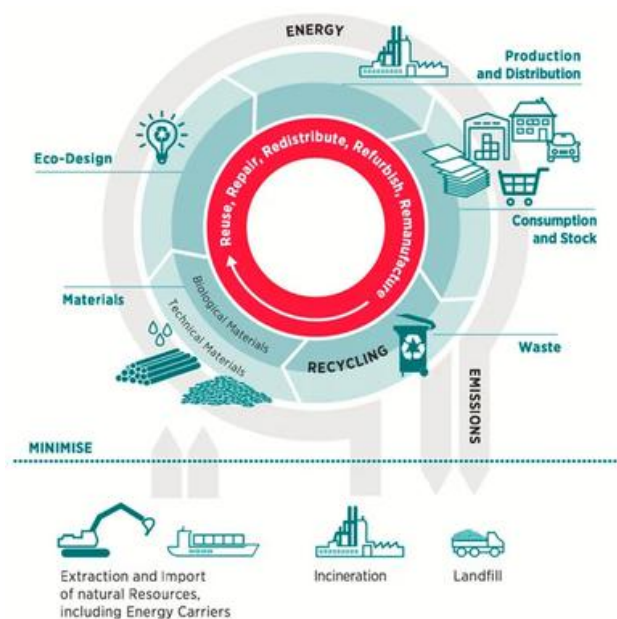 ENERGY
Production
and Distribution
Eco-Design
Reuse, Repair, Redistribute, Refurbish, Remanufacture
Consumption
and Stock
Materials
Biological Materials
Technical Materials
RECYCLING
Waste
EMISSIONS
MINIMISE
Extraction and Import
of natural Resources,
including Energy Carriers
Incineration
Landfill